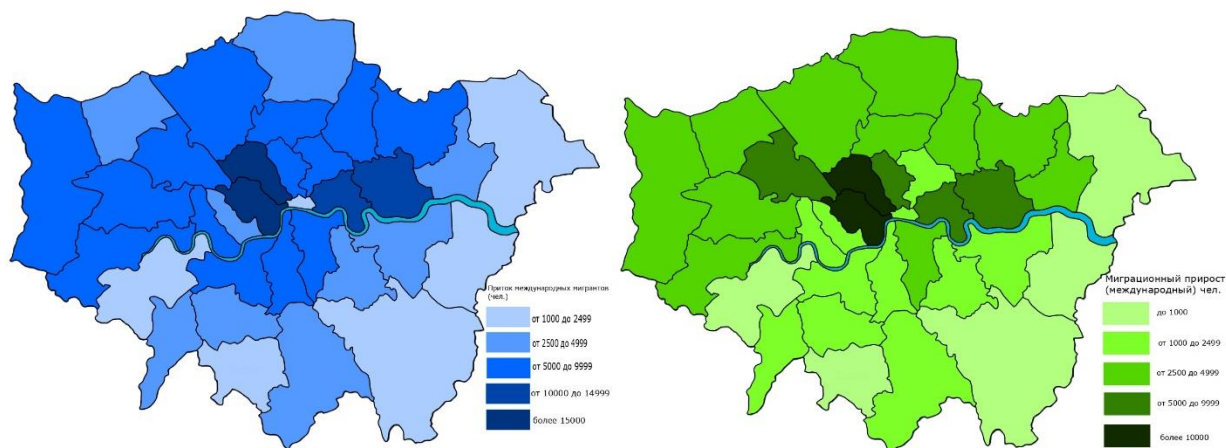 Приток международных мигрантов
(чел.)
от 1000 до 2499
от 2500 до 4999
от 5000 до 9999
от 10000 до 14999
более 15000
Миграционный прирост
(международный) чел.
до 1000
от 1000 до 2499
от 2500 до 4999
от 5000 до 9999
более 10000